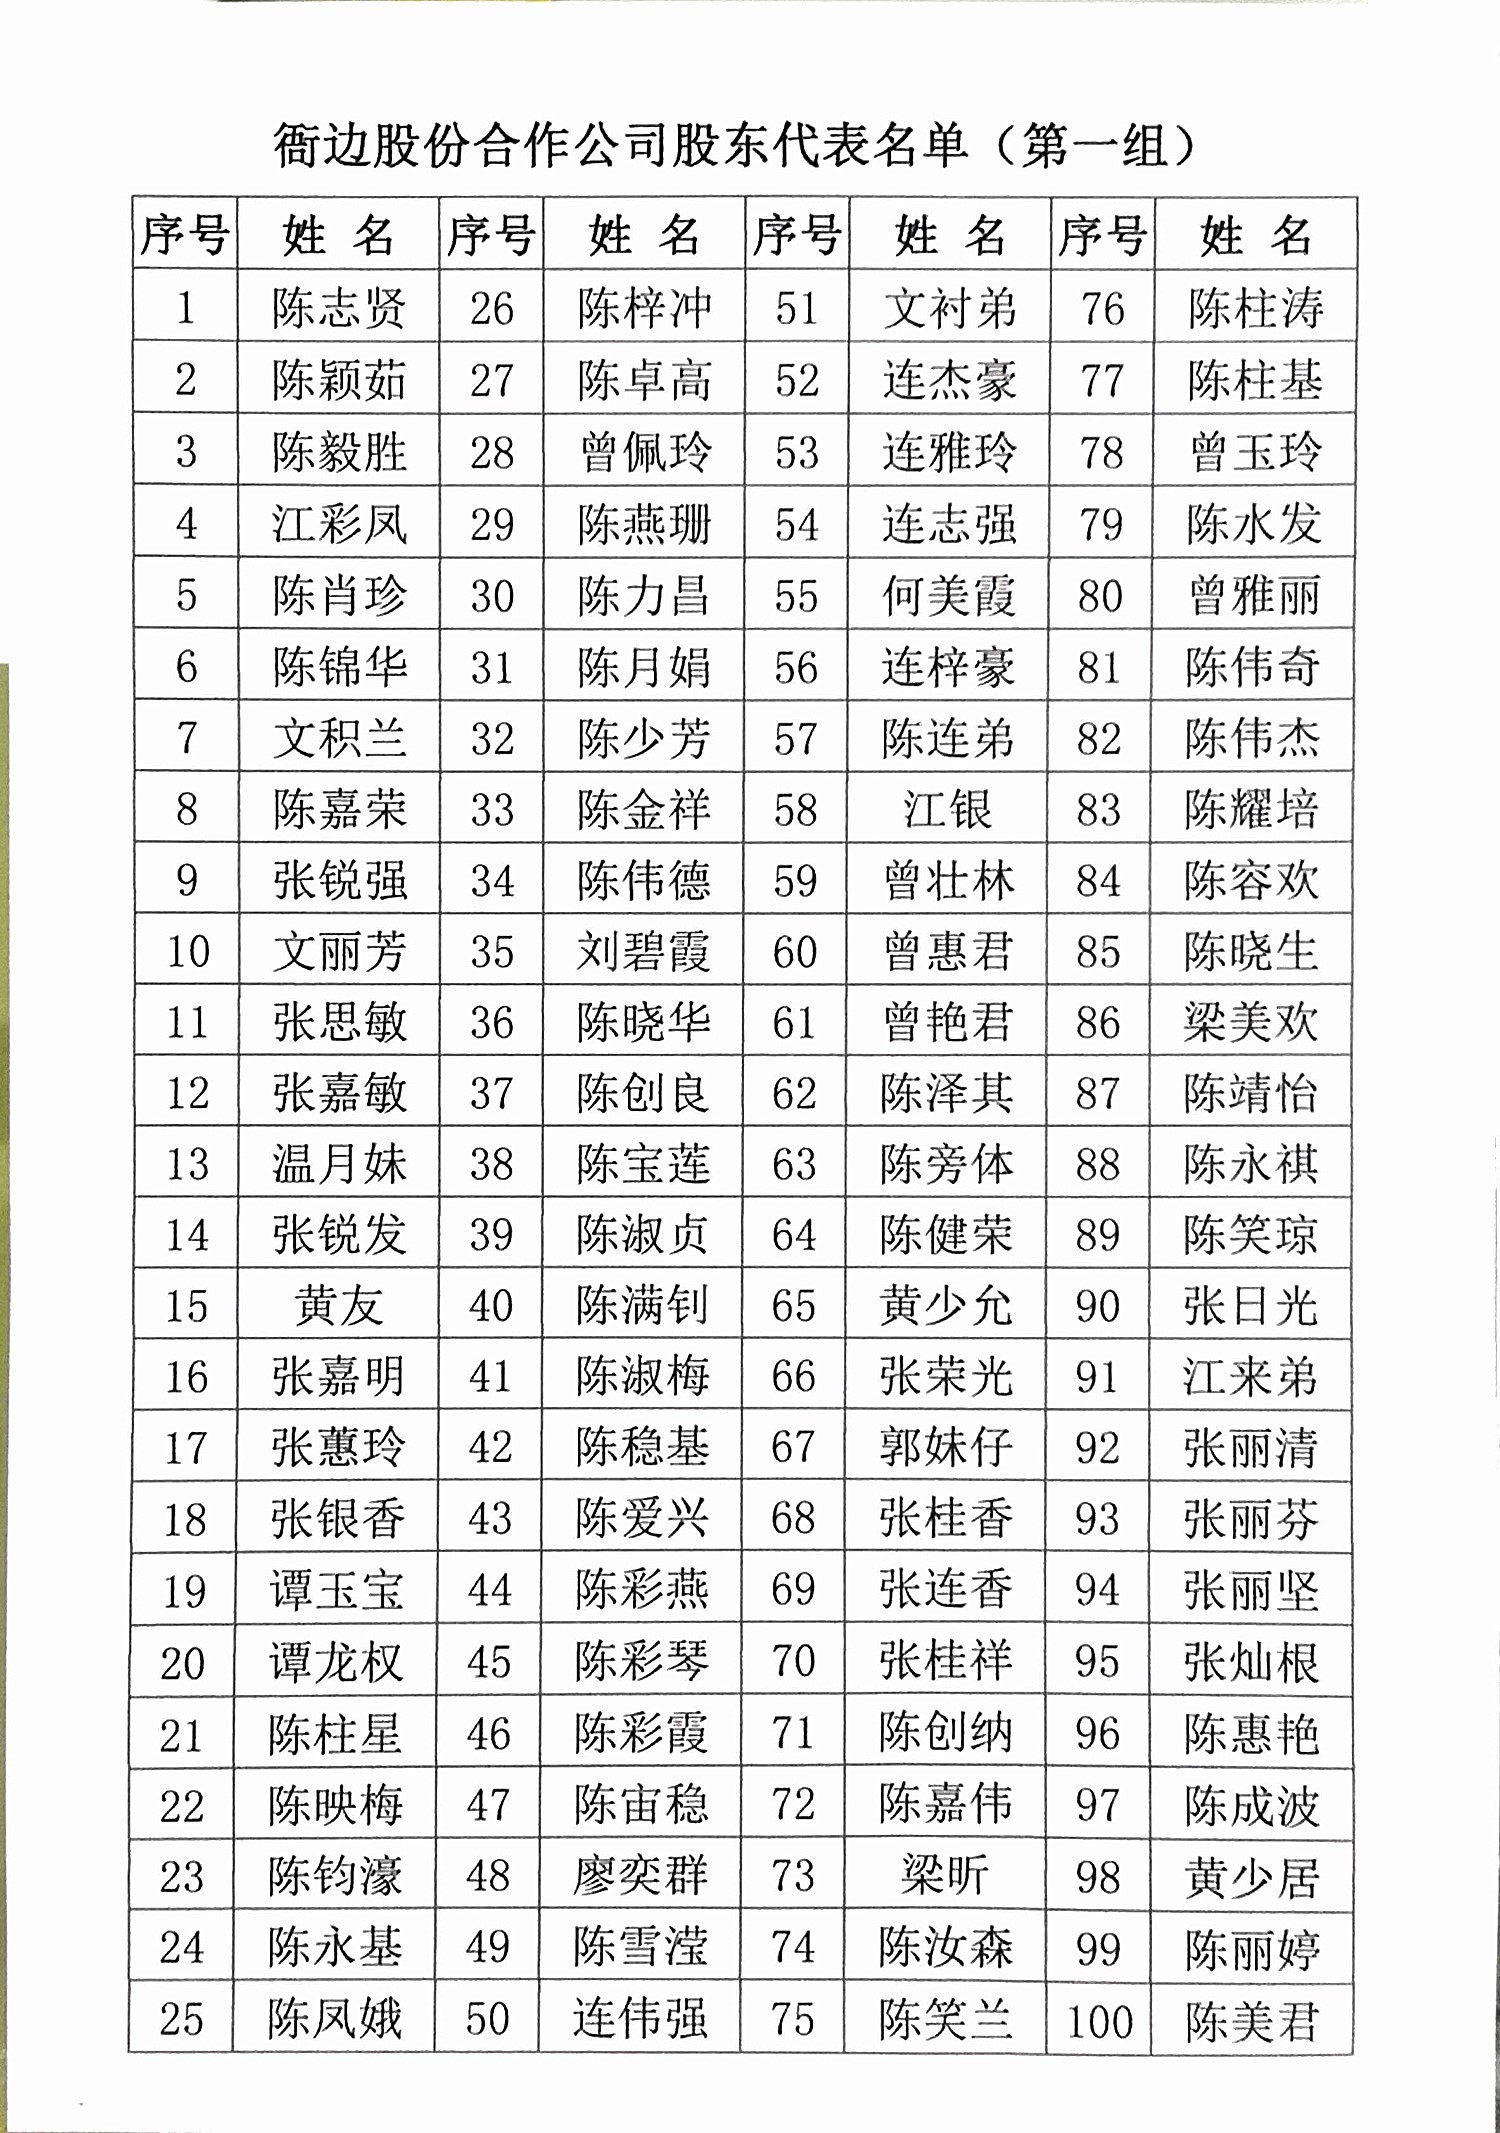 衙边股份合作公司股东代表名单（第一组）
序号 姓 名 序号 姓 名 序号 姓 名 序号 姓 名
1 陈志贤 26 陈梓冲 51 文衬弟 76 陈柱涛
2 陈颖茹 27 陈卓高 52 连杰豪 77 陈柱基
3 陈毅胜 28 曾佩玲 53 连雅玲 78 曾玉玲
4 江彩凤 29 陈燕珊 54 连志强 79 陈水发
5 陈肖珍 30 陈力昌 55 何美霞 80 曾雅丽
6 陈锦华 31 陈月娟 56 连梓豪 81 陈伟奇
7 文积兰 32 陈少芳 57 陈连弟 82 陈伟杰
8 陈嘉荣 33 陈金祥 58 江银 83 陈耀培
9 张锐强 34 陈伟德 59 曾壮林 84 陈容欢
10 文丽芳 35 刘碧霞 60 曾惠君 85 陈晓生
11 张思敏 36 陈晓华 61 曾艳君 86 梁美欢
12 张嘉敏 37 陈创良 62 陈泽其 87 陈靖怡
13 温月妹 38 陈宝莲 63 陈旁体 88 陈永祺
14 张锐发 39 陈淑贞 64 陈健荣 89 陈笑琼
15 黄友 40 陈满钊 65 黄少允 90 张日光
16 张嘉明 41 陈淑梅 66 张荣光 91 江来弟
17 张蕙玲 42 陈稳基 67 郭妹仔 92 张丽清
18 张银香 43 陈爱兴 68 张桂香 93 张丽芬
19 谭玉宝 44 陈彩燕 69 张连香 94 张丽坚
20 谭龙权 45 陈彩琴 70 张桂祥 95 张灿根
21 陈柱星 46 陈彩霞 71 陈创纳 96 陈惠艳
22 陈映梅 47 陈宙稳 72 陈嘉伟 97 陈成波
23 陈钧濠 48 廖奕群 73 梁昕 98 黄少居
24 陈永基 49 陈雪滢 74 陈汝森 99 陈丽婷
25 陈凤娥 50 连伟强 75 陈笑兰 100 陈美君